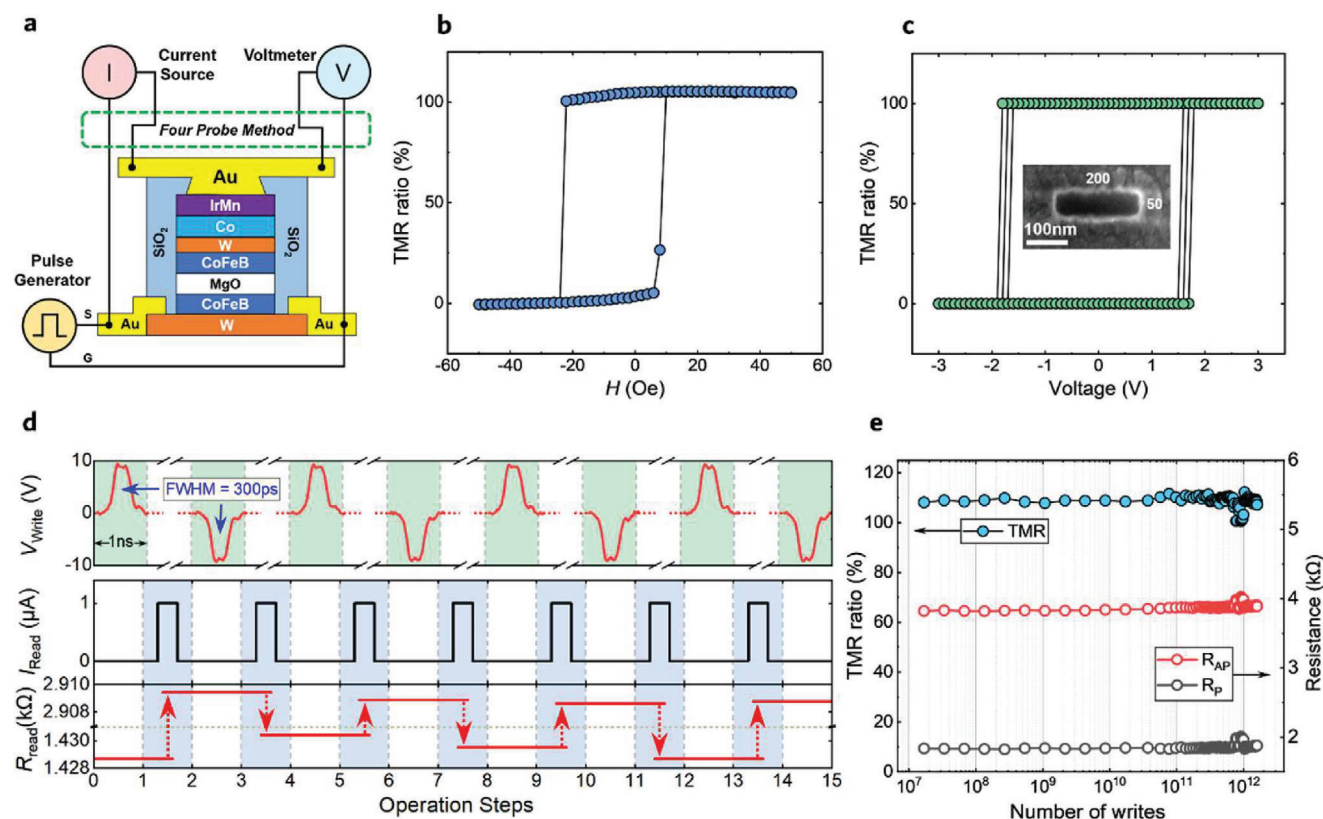 a
I
Current
Source
Voltmeter
V
Four Probe Method
Au
IrMn
Co
W
CoFeB
MgO
CoFeB
W
SiO2
SiO2
Pulse
Generator
S
G
Au
Au
b
TMR ratio (%)
100
50
0
-60 -40 -20 0 20 40 60
H (Oe)
c
TMR ratio (%)
100
50
0
200
50
100nm
-3 -2 -1 0 1 2 3
Voltage (V)
d
VWrite (V)
10
0
-10
FWHM = 300ps
1ns
IRead (μA)
1
0
Rread(kΩ)
2.910
2.908
1.430
1.428
0 1 2 3 4 5 6 7 8 9 10 11 12 13 14 15
Operation Steps
e
TMR ratio (%)
120
100
80
60
40
20
0
TMR
RAP
RP
Resistance (kΩ)
6
5
4
3
2
10^7 10^8 10^9 10^10 10^11 10^12
Number of writes